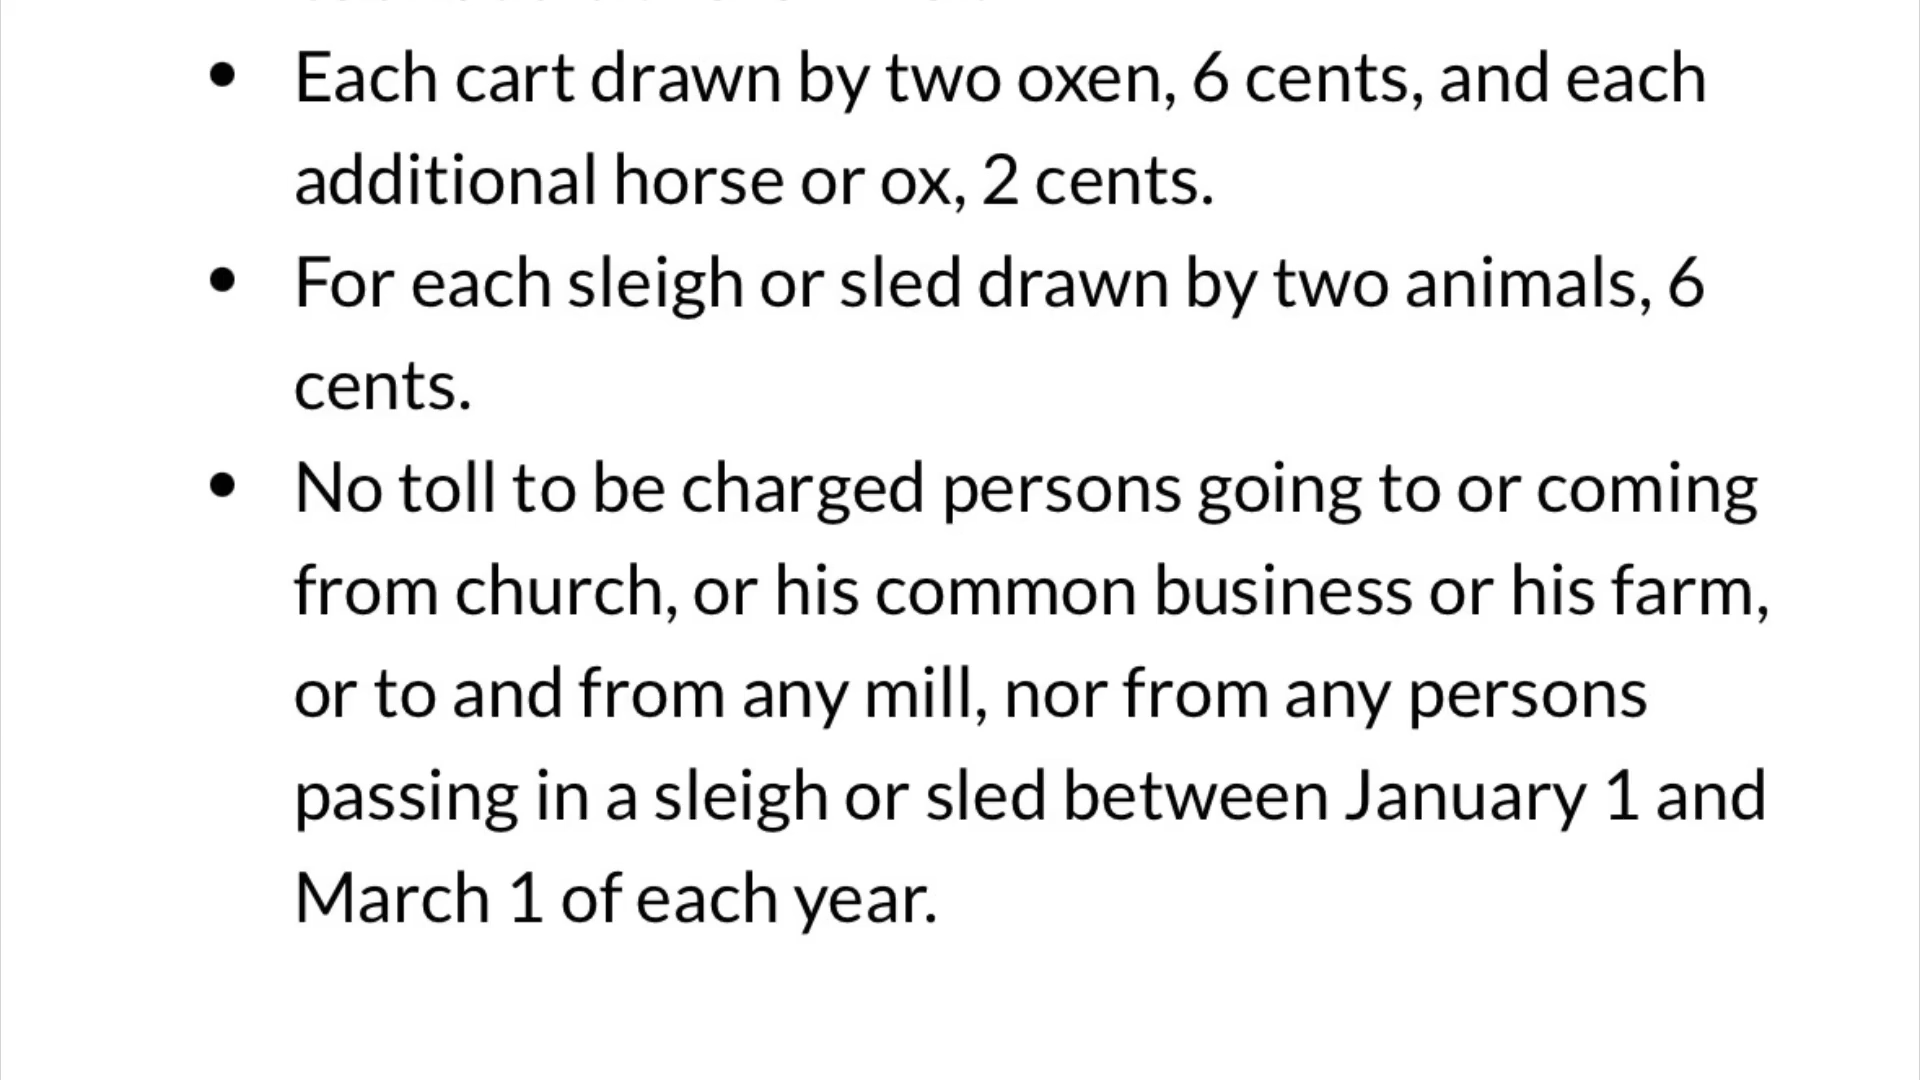 • Each cart drawn by two oxen, 6 cents, and each
additional horse or ox, 2 cents.
• For each sleigh or sled drawn by two animals, 6
cents.
• No toll to be charged persons going to or coming
from church, or his common business or his farm,
or to and from any mill, nor from any persons
passing in a sleigh or sled between January 1 and
March 1 of each year.